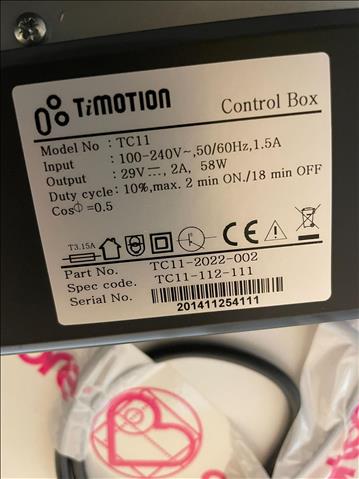 TiMOTION
Control Box
Model No : TC11
Input : 100-240V~,50/60Hz,1.5A
Output : 29V⎓, 2A, 58W
Duty cycle: 10%,max. 2 min ON./18 min OFF
CosΦ =0.5
T3.15A
CE
Part No. TC11-2022-002
Spec code. TC11-112-111
Serial No.
201411254111